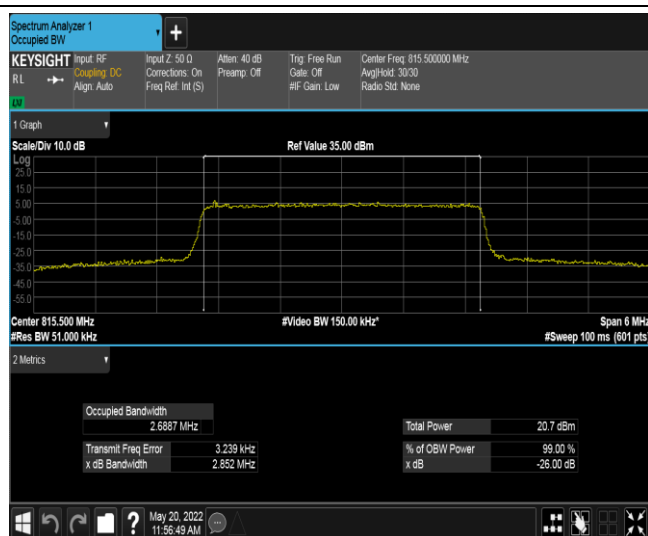 Spectrum Analyzer 1
Occupied BW
+
KEYSIGHT
RL
LXI
Input: RF
Coupling: DC
Align: Auto
Input Z: 50 Ω
Corrections: On
Freq Ref: Int (S)
Atten: 40 dB
Preamp: Off
Trig: Free Run
Gate: Off
#IF Gain: Low
Center Freq: 815.500000 MHz
Avg|Hold: 30/30
Radio Std: None
1 Graph
Scale/Div 10.0 dB
Ref Value 35.00 dBm
Log
25.0
15.0
5.00
-5.00
-15.0
-25.0
-35.0
-45.0
-55.0
Center 815.500 MHz
#Video BW 150.00 kHz*
Span 6 MHz
#Res BW 51.000 kHz
#Sweep 100 ms (601 pts)
2 Metrics
Occupied Bandwidth
2.6887 MHz
Total Power 20.7 dBm
Transmit Freq Error 3.239 kHz
% of OBW Power 99.00 %
x dB Bandwidth 2.852 MHz
x dB -26.00 dB
?
May 20, 2022
11:56:49 AM